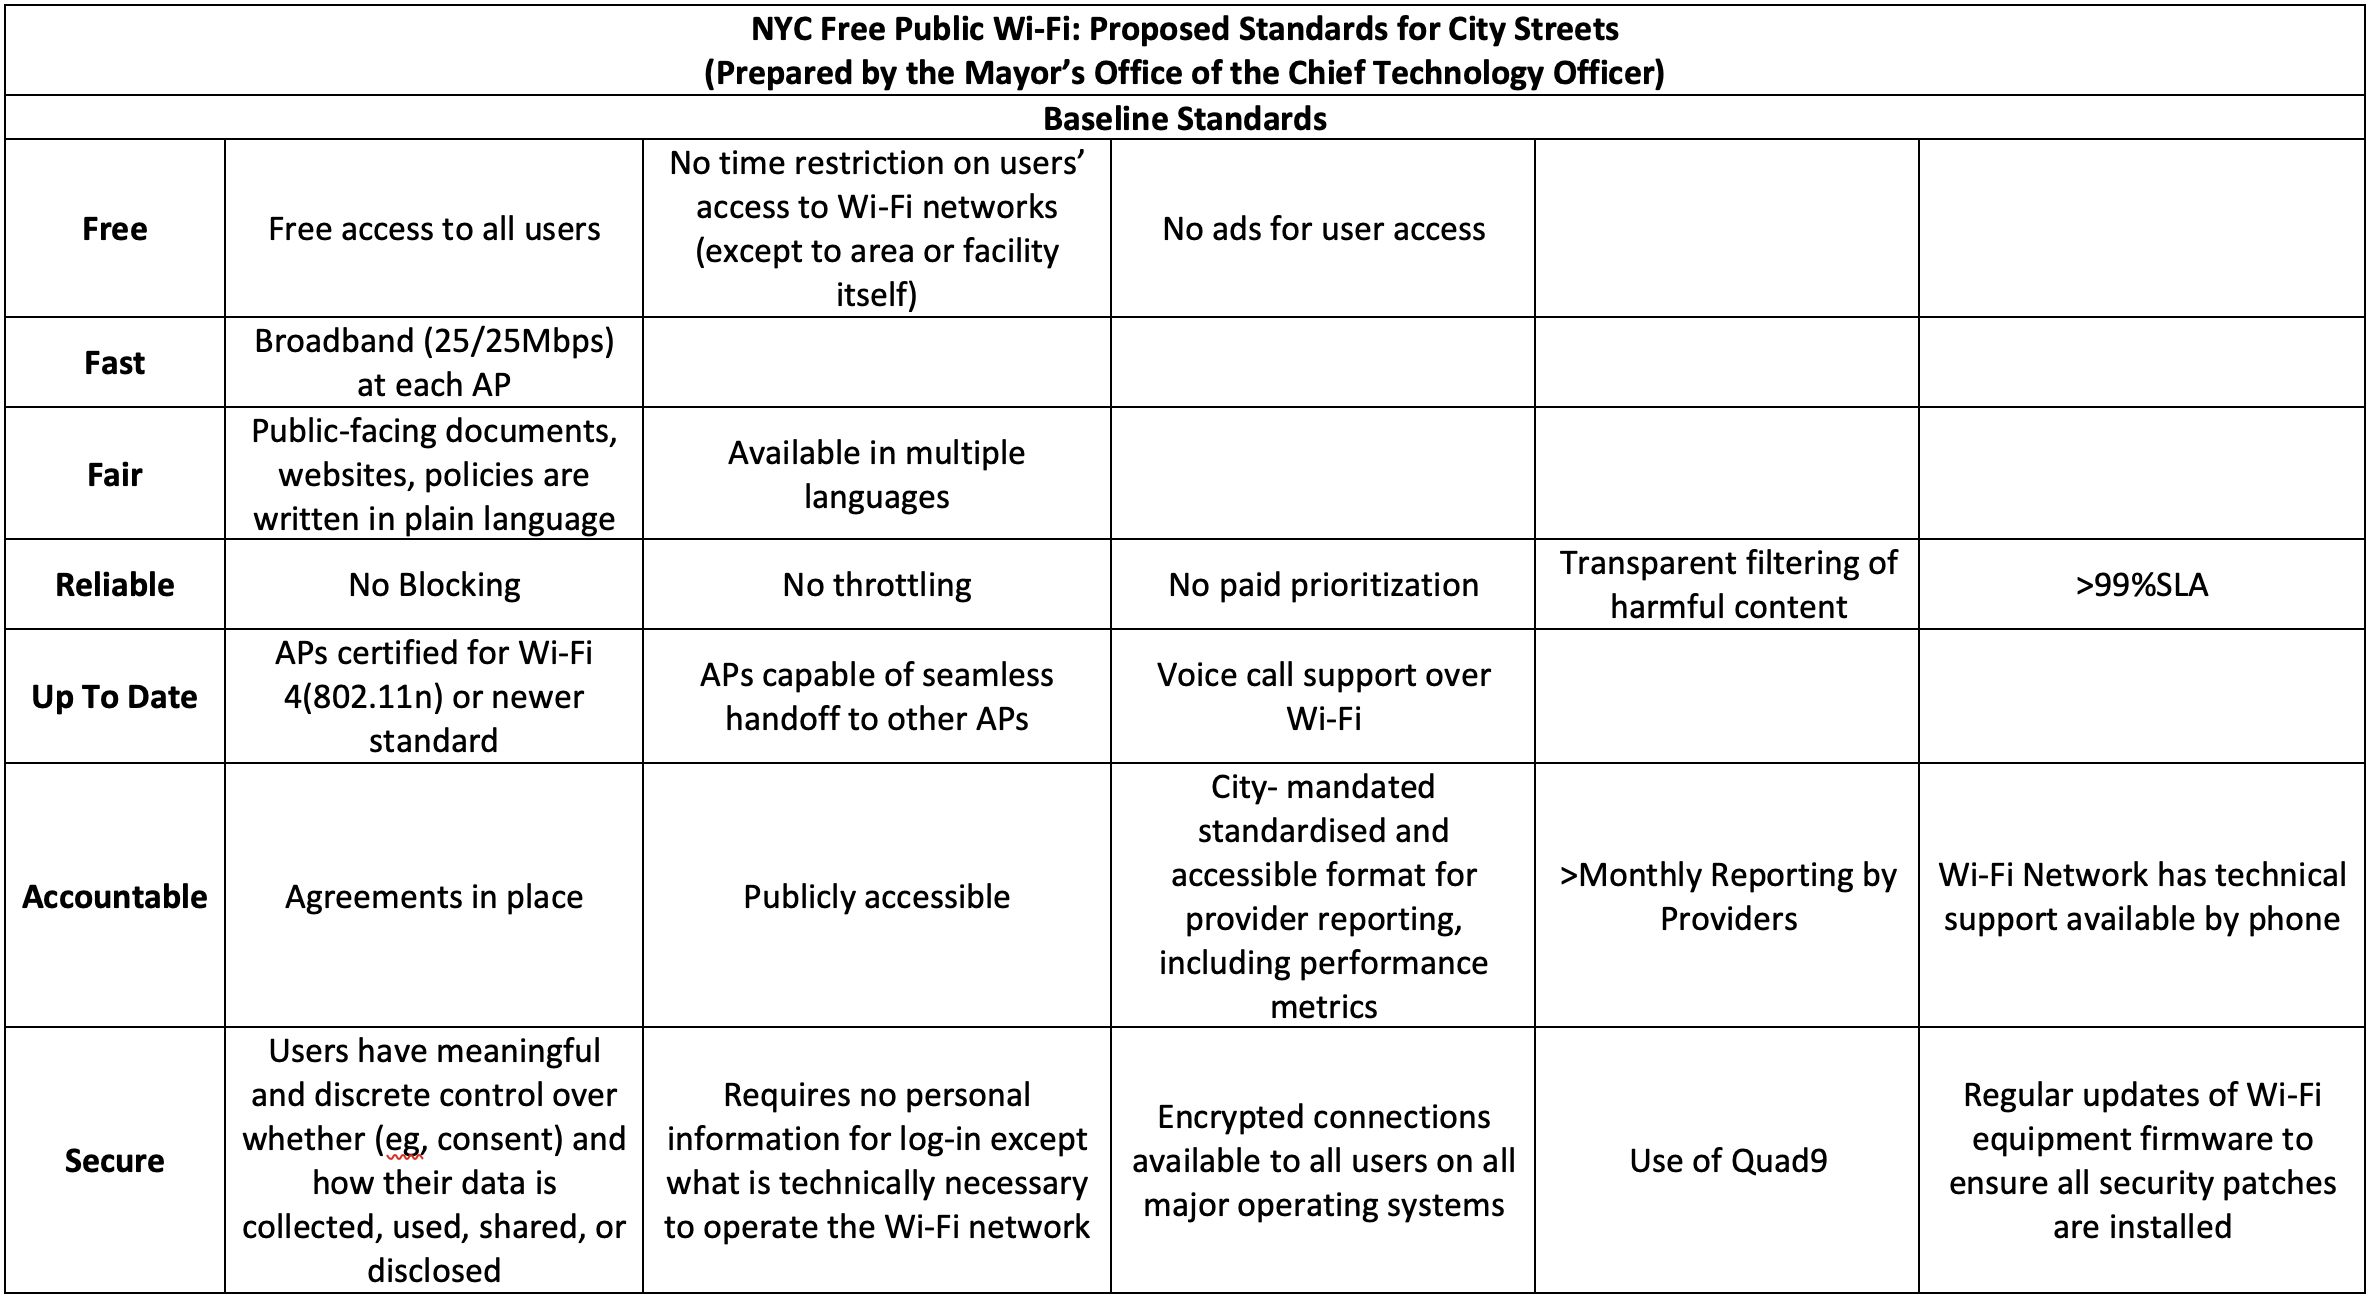 NYC Free Public Wi-Fi: Proposed Standards for City Streets
(Prepared by the Mayor’s Office of the Chief Technology Officer)
Baseline Standards
Free
Free access to all users
No time restriction on users’
access to Wi-Fi networks
(except to area or facility
itself)
No ads for user access
Fast
Broadband (25/25Mbps)
at each AP
Fair
Public-facing documents,
websites, policies are
written in plain language
Available in multiple
languages
Reliable
No Blocking
No throttling
No paid prioritization
Transparent filtering of
harmful content
>99%SLA
Up To Date
APs certified for Wi-Fi
4(802.11n) or newer
standard
APs capable of seamless
handoff to other APs
Voice call support over
Wi-Fi
Accountable
Agreements in place
Publicly accessible
City- mandated
standardised and
accessible format for
provider reporting,
including performance
metrics
>Monthly Reporting by
Providers
Wi-Fi Network has technical
support available by phone
Secure
Users have meaningful
and discrete control over
whether (eg, consent) and
how their data is
collected, used, shared, or
disclosed
Requires no personal
information for log-in except
what is technically necessary
to operate the Wi-Fi network
Encrypted connections
available to all users on all
major operating systems
Use of Quad9
Regular updates of Wi-Fi
equipment firmware to
ensure all security patches
are installed